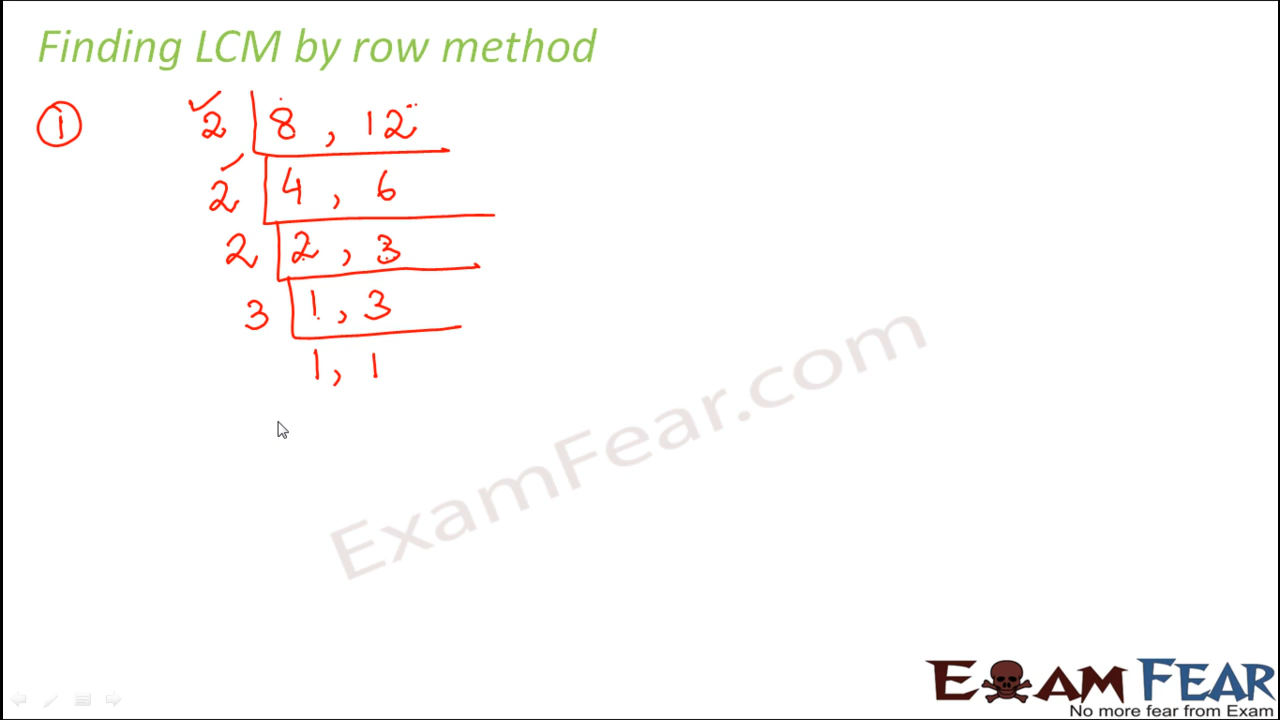 Finding LCM by row method
① 2 8 , 12
2 4 , 6
2 2 , 3
3 1 , 3
1 , 1
ExamFear.com
EXAM FEAR
No more fear from Exam